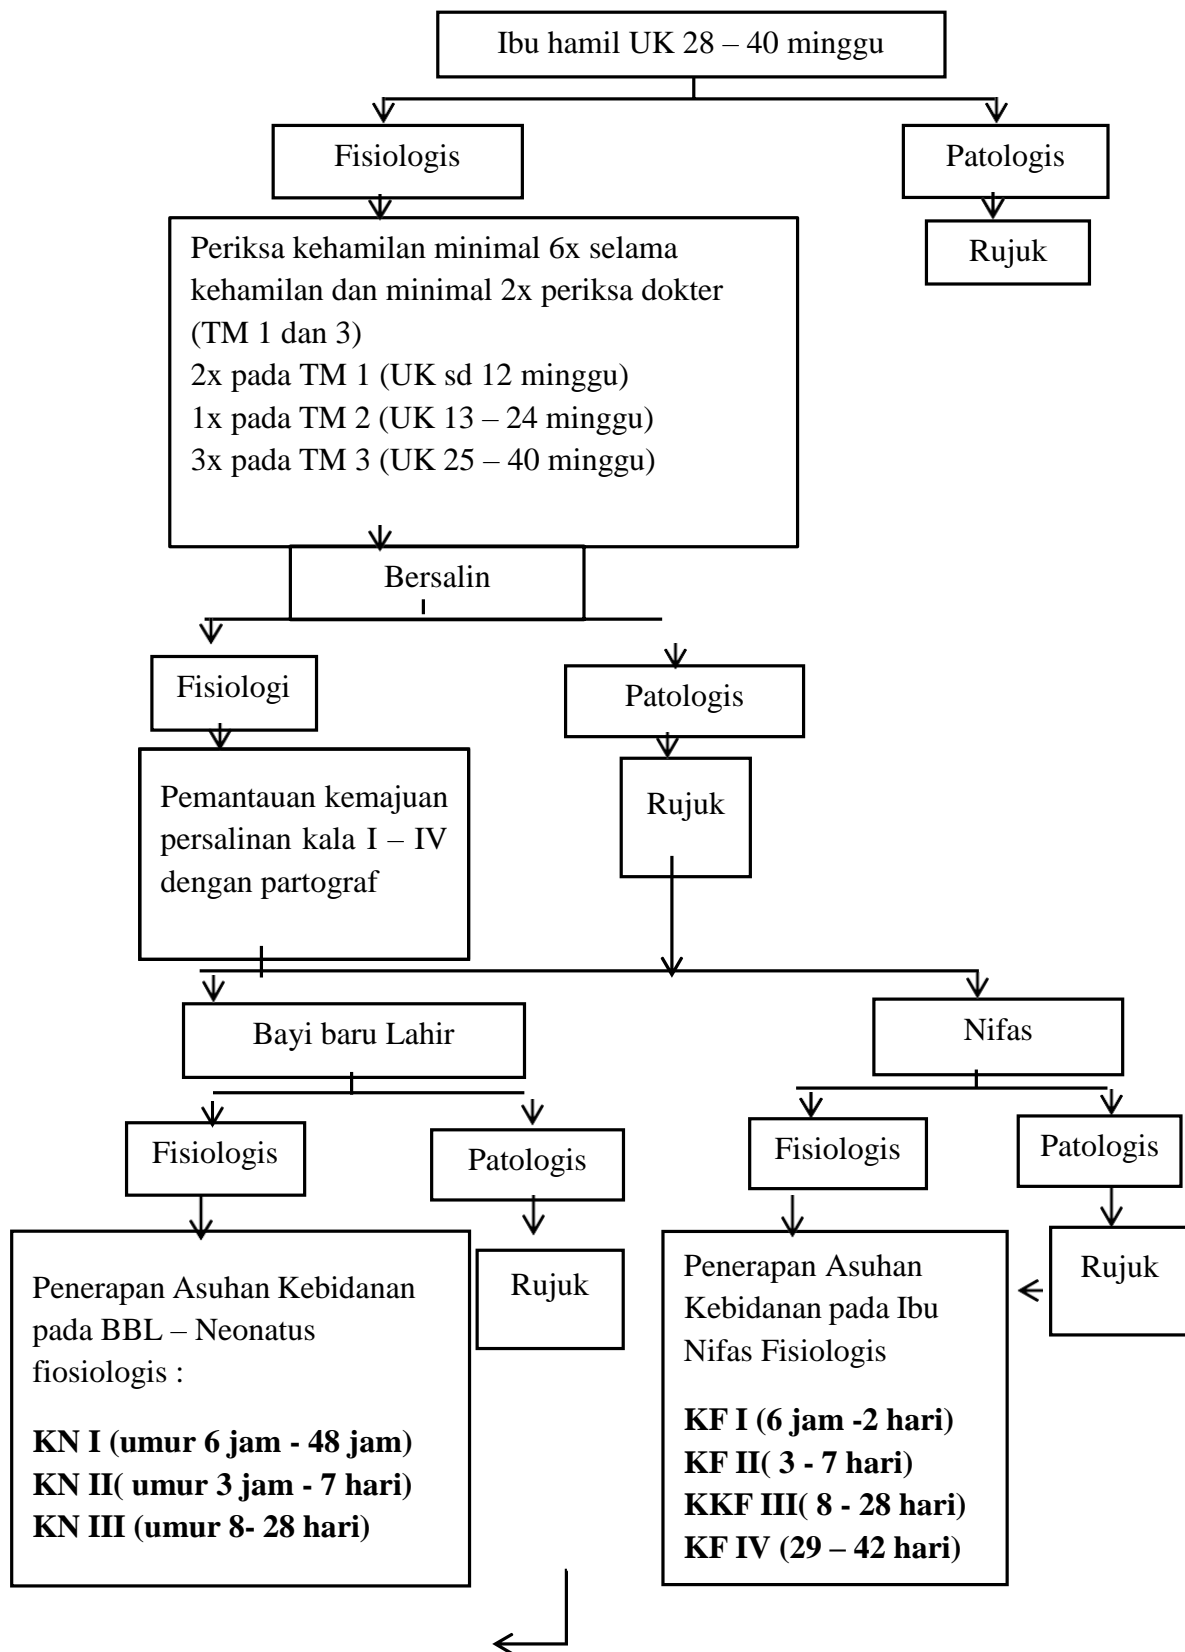 Ibu hamil UK 28 – 40 minggu
Fisiologis
Patologis
Periksa kehamilan minimal 6x selama
kehamilan dan minimal 2x periksa dokter
(TM 1 dan 3)
2x pada TM 1 (UK sd 12 minggu)
1x pada TM 2 (UK 13 – 24 minggu)
3x pada TM 3 (UK 25 – 40 minggu)
Rujuk
Bersalin
Fisiologi
Patologis
Pemantauan kemajuan
persalinan kala I – IV
dengan partograf
Rujuk
Bayi baru Lahir
Nifas
Fisiologis
Patologis
Fisiologis
Patologis
Penerapan Asuhan Kebidanan
pada BBL – Neonatus
fiosiologis :
KN I (umur 6 jam - 48 jam)
KN II( umur 3 jam - 7 hari)
KN III (umur 8- 28 hari)
Rujuk
Penerapan Asuhan
Kebidanan pada Ibu
Nifas Fisiologis
KF I (6 jam -2 hari)
KF II( 3 - 7 hari)
KKF III( 8 - 28 hari)
KF IV (29 – 42 hari)
Rujuk